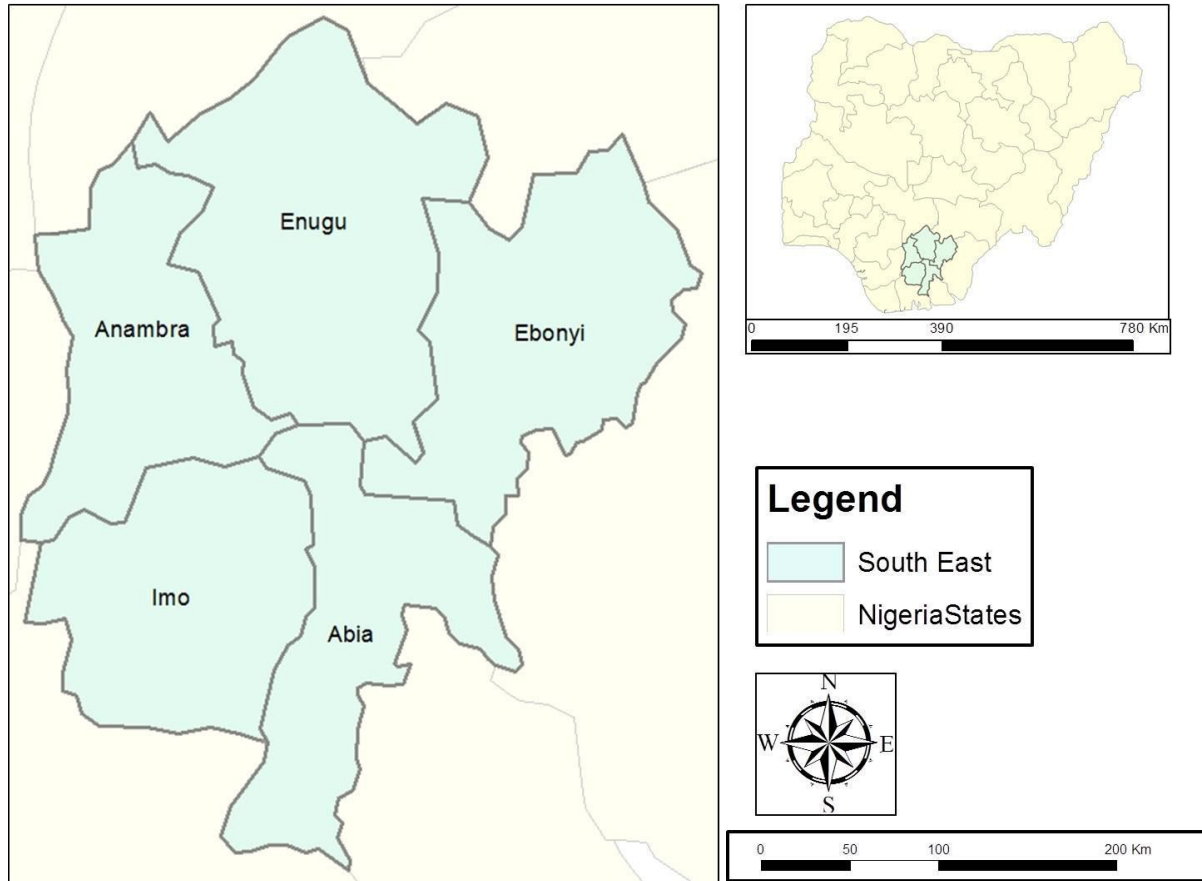 Enugu
Anambra
Ebonyi
Imo
Abia
0 195 390 780 Km
Legend
South East
NigeriaStates
N
W E
S
0 50 100 200 Km